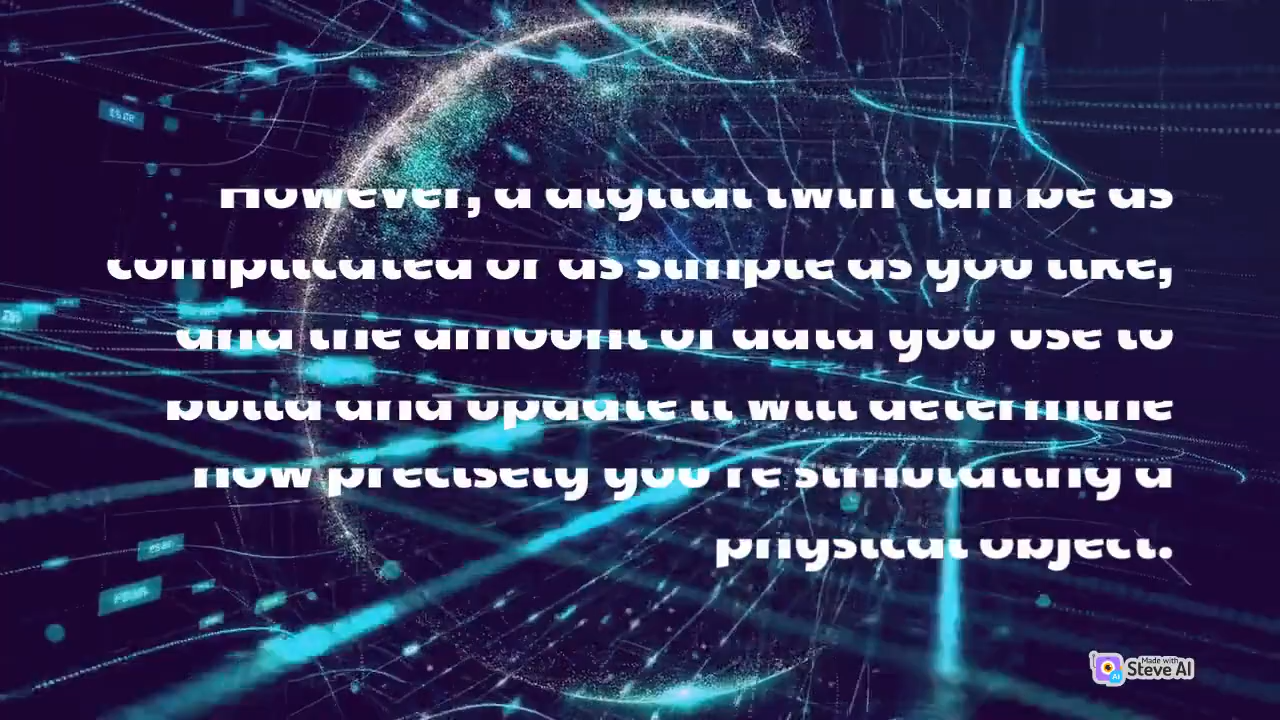 However, a digital twin can be as
complicated or as simple as you like,
and the amount of data you use to
build and update it will determine
how precisely you're simulating a
physical object.
Made with
Steve AI